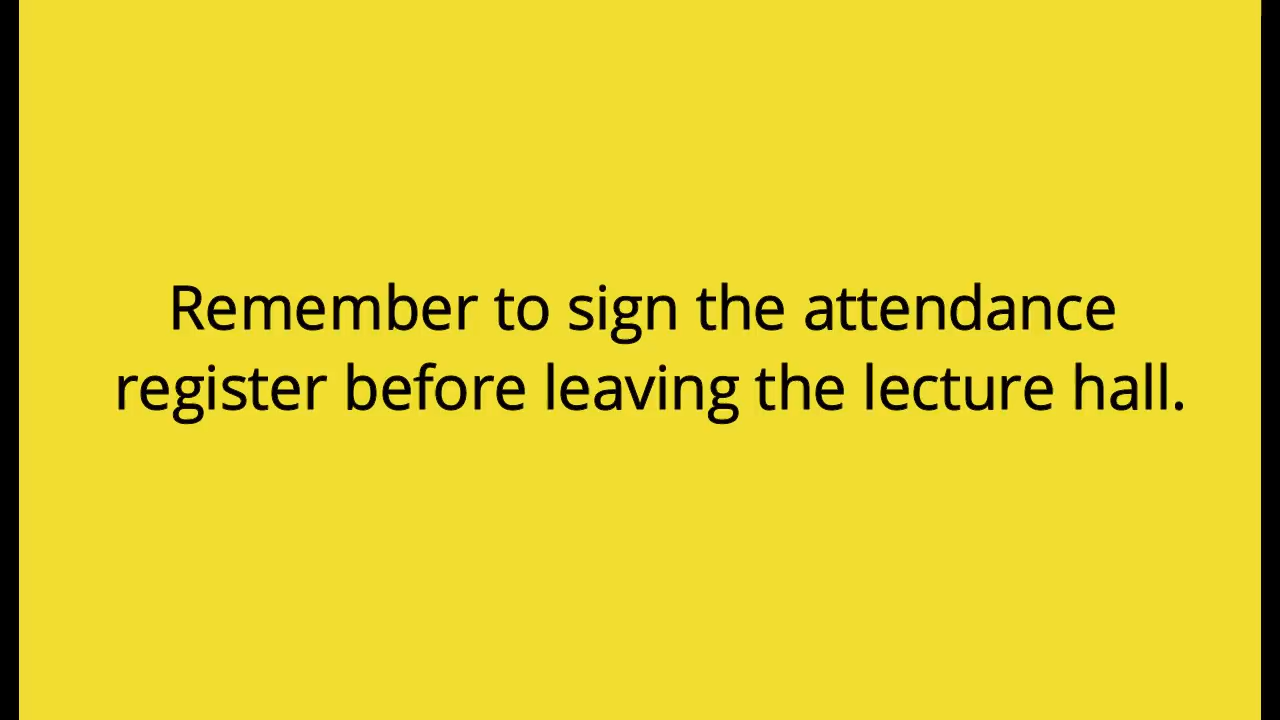 Remember to sign the attendance
register before leaving the lecture hall.